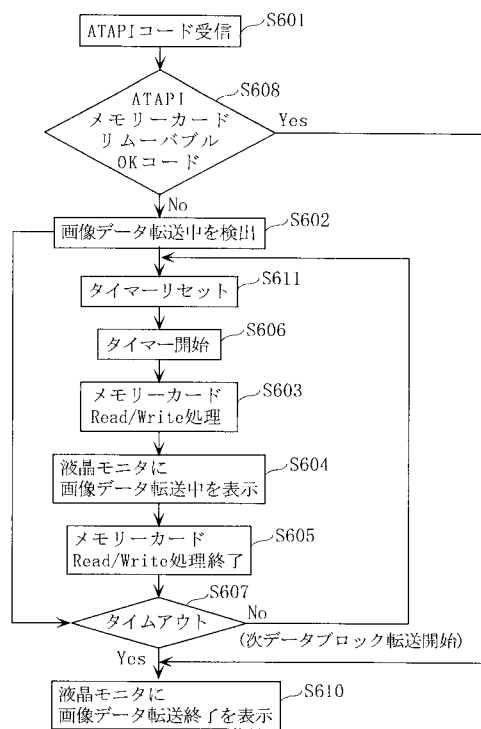 ATAPIコード受信
S601
ATAPI
メモリーカード
リムーバブル
OKコード
S608
Yes
No
画像データ転送中を検出
S602
タイマーリセット
S611
タイマー開始
S606
メモリーカード
Read/Write処理
S603
液晶モニタに
画像データ転送中を表示
S604
メモリーカード
Read/Write処理終了
S605
タイムアウト
S607
No
(次データブロック転送開始)
Yes
液晶モニタに
画像データ転送終了を表示
S610